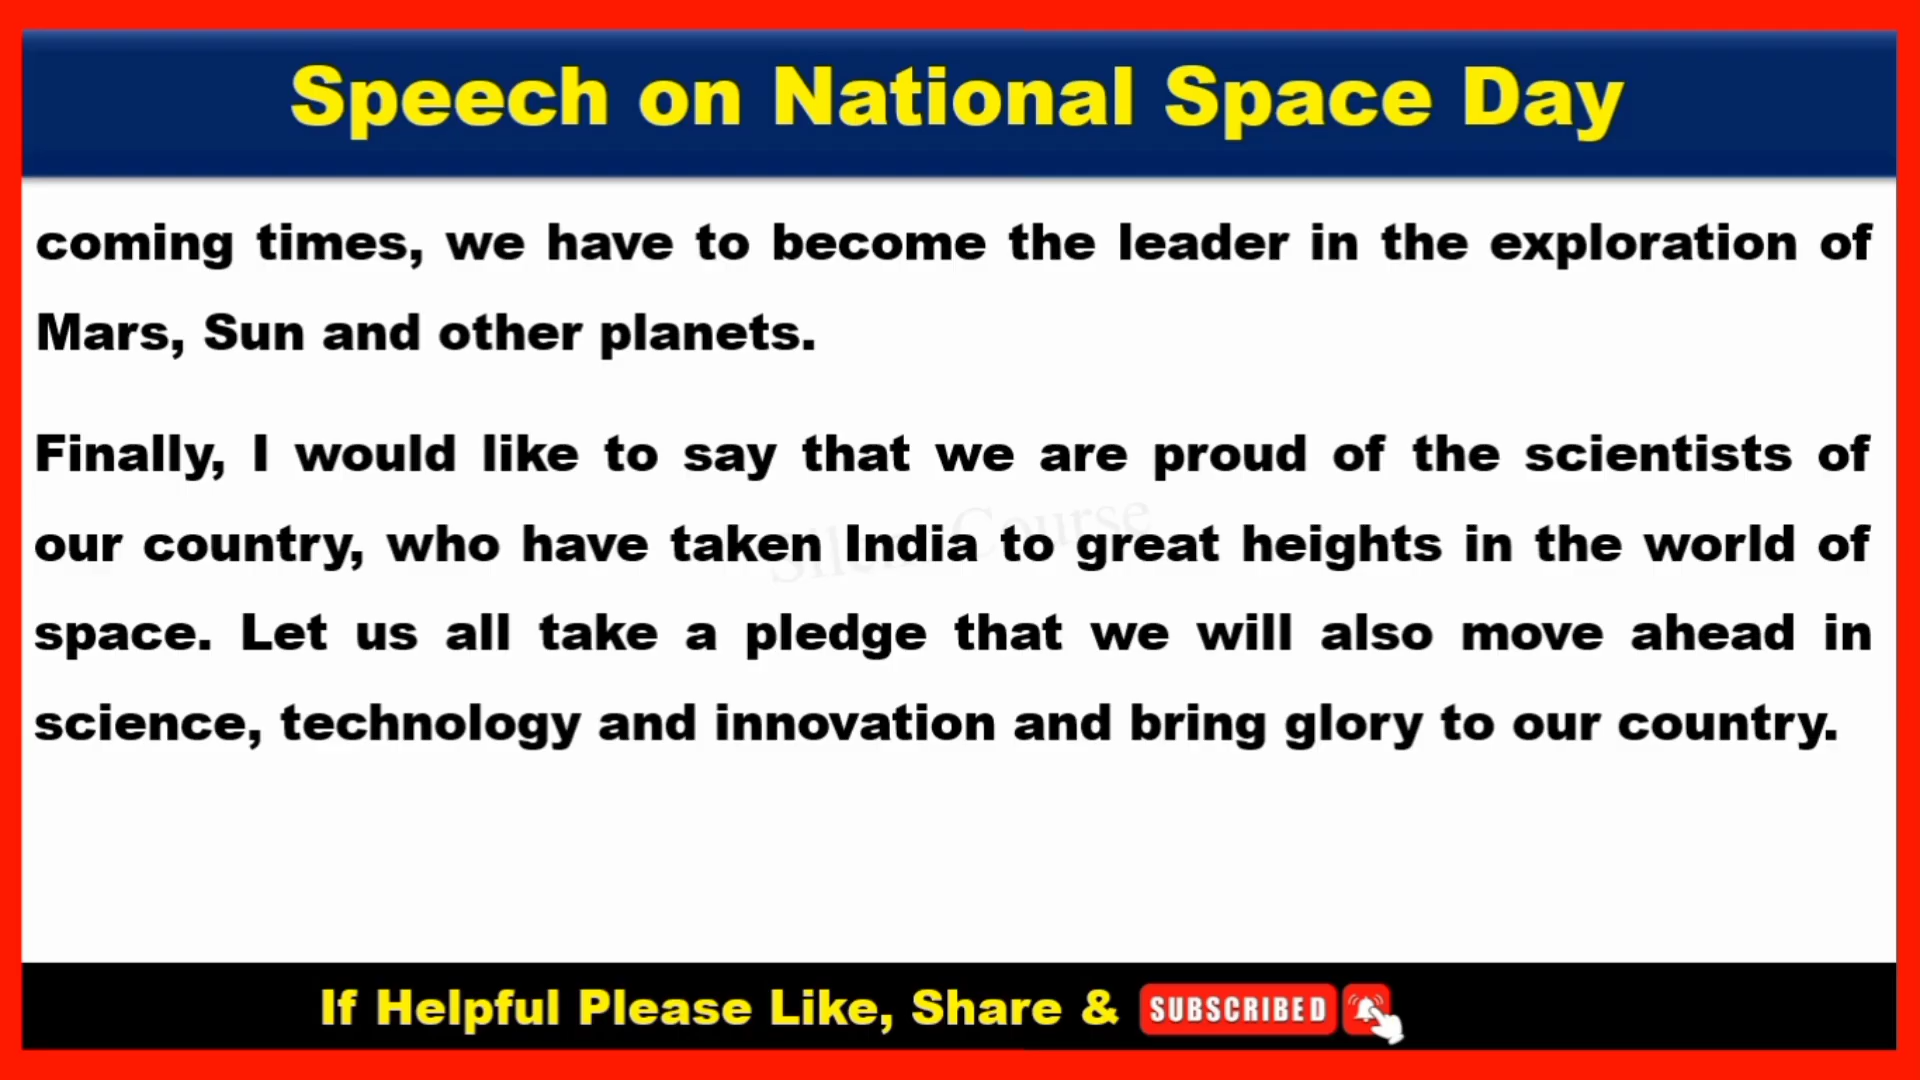 Speech on National Space Day
coming times, we have to become the leader in the exploration of
Mars, Sun and other planets.
Finally, I would like to say that we are proud of the scientists of
our country, who have taken India to great heights in the world of
space. Let us all take a pledge that we will also move ahead in
science, technology and innovation and bring glory to our country.
Course
If Helpful Please Like, Share & SUBSCRIBED